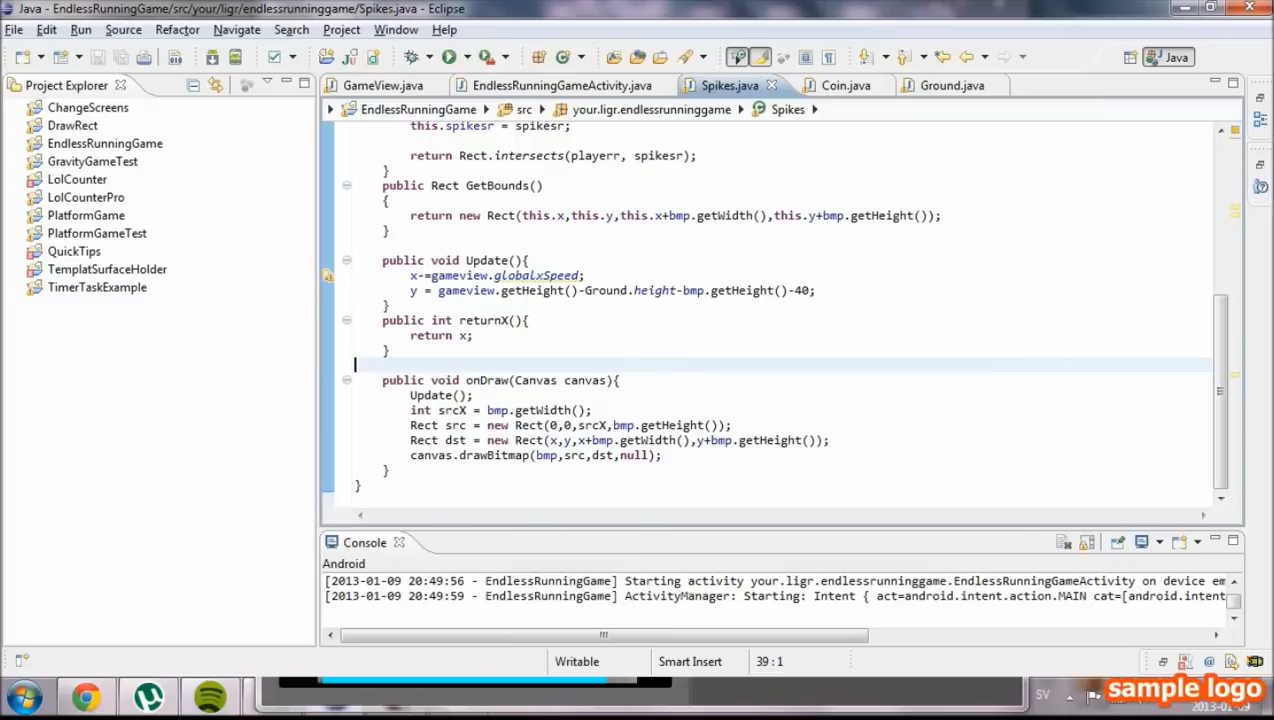 Java - EndlessRunningGame/src/your/ligr/endlessrunninggame/Spikes.java - Eclipse
File Edit Run Source Refactor Navigate Search Project Android Window Help
Java
Project Explorer
GameView.java EndlessRunningGameActivity.java Spikes.java Coin.java Ground.java
EndlessRunningGame src your.ligr.endlessrunninggame Spikes
ChangeScreens
DrawRect
EndlessRunningGame
GravityGameTest
LolCounter
LolCounterPro
PlatformGame
PlatformGameTest
QuickTips
TemplatSurfaceHolder
TimerTaskExample
this.spikesr = spikesr;
return Rect.intersects(playerr, spikesr);
}
public Rect GetBounds()
{
return new Rect(this.x,this.y,this.x+bmp.getWidth(),this.y+bmp.getHeight());
}
public void Update(){
x-=gameview.globalxSpeed;
y = gameview.getHeight()-Ground.height-bmp.getHeight()-40;
}
public int returnX(){
return x;
}
public void onDraw(Canvas canvas){
Update();
int srcX = bmp.getWidth();
Rect src = new Rect(0,0,srcX,bmp.getHeight());
Rect dst = new Rect(x,y,x+bmp.getWidth(),y+bmp.getHeight());
canvas.drawBitmap(bmp,src,dst,null);
}
}
Console
Android
[2013-01-09 20:49:56 - EndlessRunningGame] Starting activity your.ligr.endlessrunninggame.EndlessRunningGameActivity on device em
[2013-01-09 20:49:59 - EndlessRunningGame] ActivityManager: Starting: Intent { act=android.intent.action.MAIN cat=[android.intent
Writable Smart Insert 39 : 1
SV
sample logo
2013-01-09